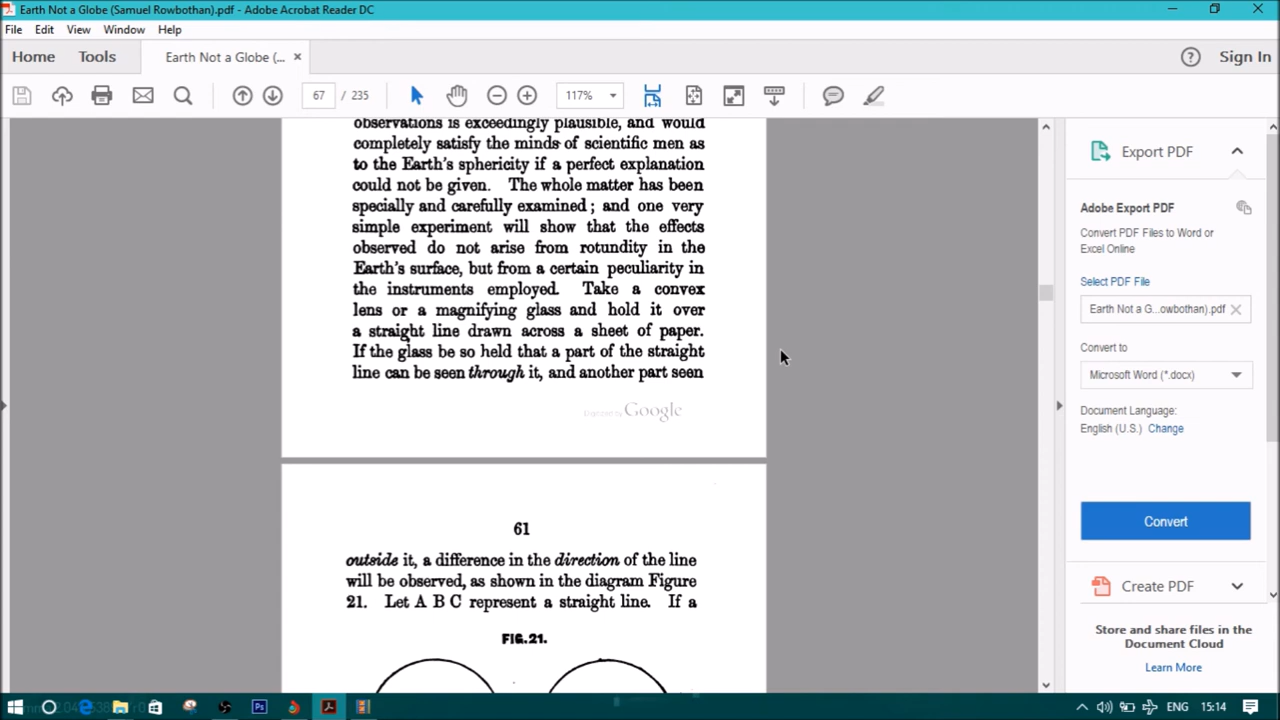 Earth Not a Globe (Samuel Rowbothan).pdf - Adobe Acrobat Reader DC
File Edit View Window Help
Home Tools Earth Not a Globe (... × Sign In
67 / 235 117%
observations is exceedingly plausible, and would
completely satisfy the minds of scientific men as
to the Earth's sphericity if a perfect explanation
could not be given. The whole matter has been
specially and carefully examined ; and one very
simple experiment will show that the effects
observed do not arise from rotundity in the
Earth's surface, but from a certain peculiarity in
the instruments employed. Take a convex
lens or a magnifying glass and hold it over
a straight line drawn across a sheet of paper.
If the glass be so held that a part of the straight
line can be seen through it, and another part seen
Digitized by Google
61
outside it, a difference in the direction of the line
will be observed, as shown in the diagram Figure
21. Let A B C represent a straight line. If a
FIG.21.
Export PDF
Adobe Export PDF
Convert PDF Files to Word or
Excel Online
Select PDF File
Earth Not a G...owbothan).pdf
Convert to
Microsoft Word (*.docx)
Document Language:
English (U.S.) Change
Convert
Create PDF
Store and share files in the
Document Cloud
Learn More
ENG 15:14